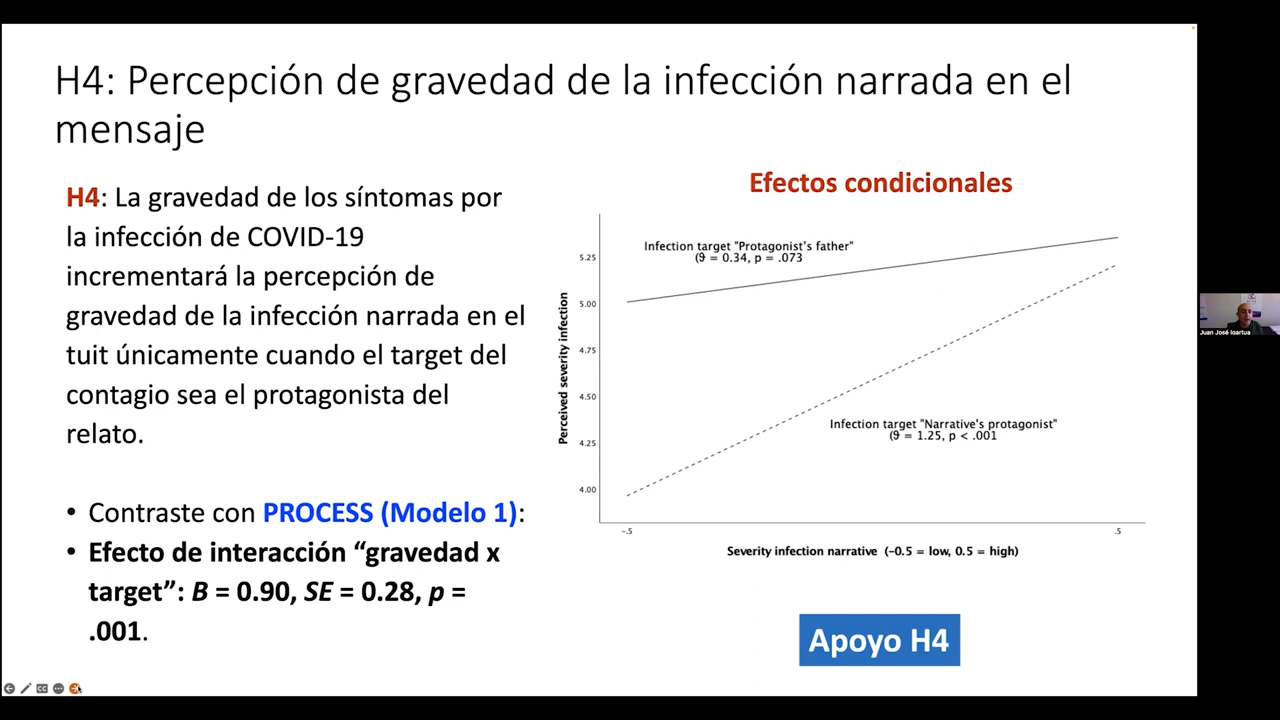 H4: Percepción de gravedad de la infección narrada en el
mensaje
H4: La gravedad de los síntomas por
la infección de COVID-19
incrementará la percepción de
gravedad de la infección narrada en el
tuit únicamente cuando el target del
contagio sea el protagonista del
relato.
• Contraste con PROCESS (Modelo 1):
• Efecto de interacción “gravedad x
target”: B = 0.90, SE = 0.28, p =
.001.
Efectos condicionales
Perceived severity infection
5.25
5.00
4.75
4.50
4.25
4.00
Infection target "Protagonist's father"
(ϑ = 0.34, p = .073
Infection target "Narrative's protagonist"
(ϑ = 1.25, p < .001
-.5
.5
Severity infection narrative (-0.5 = low, 0.5 = high)
Apoyo H4
Juan José Igartua
CC